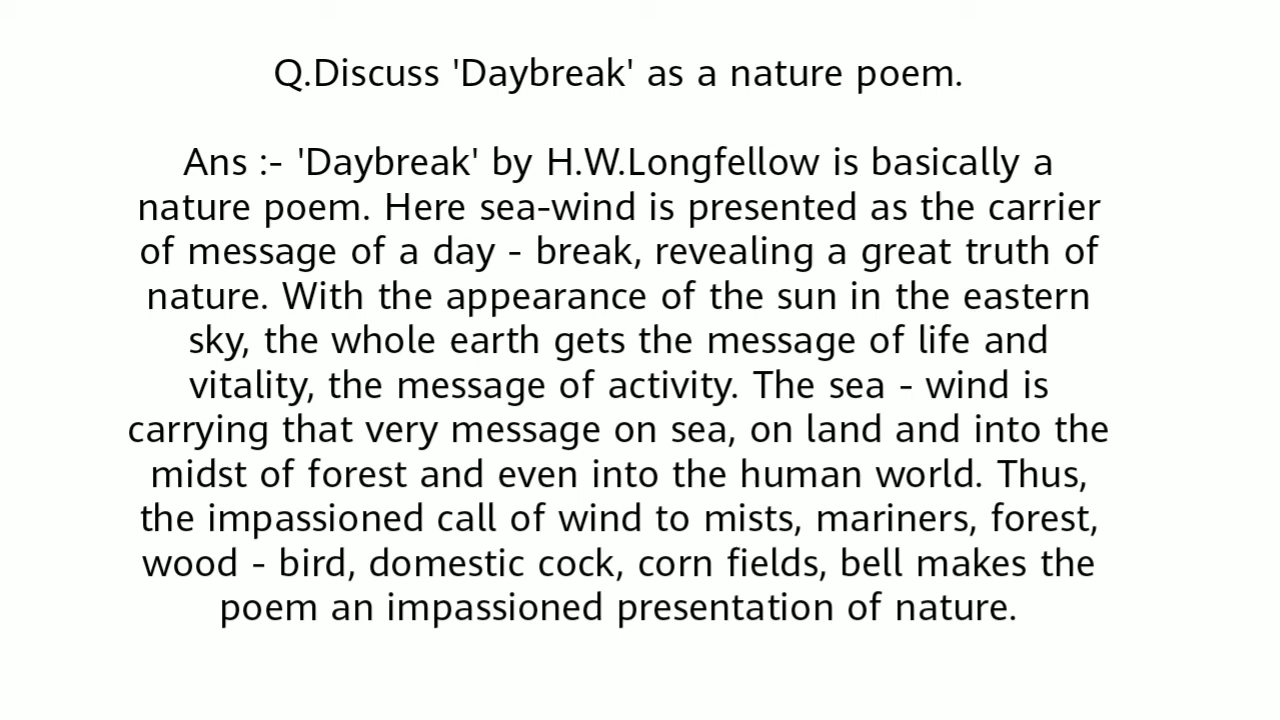 Q.Discuss 'Daybreak' as a nature poem.
Ans :- 'Daybreak' by H.W.Longfellow is basically a
nature poem. Here sea-wind is presented as the carrier
of message of a day - break, revealing a great truth of
nature. With the appearance of the sun in the eastern
sky, the whole earth gets the message of life and
vitality, the message of activity. The sea - wind is
carrying that very message on sea, on land and into the
midst of forest and even into the human world. Thus,
the impassioned call of wind to mists, mariners, forest,
wood - bird, domestic cock, corn fields, bell makes the
poem an impassioned presentation of nature.